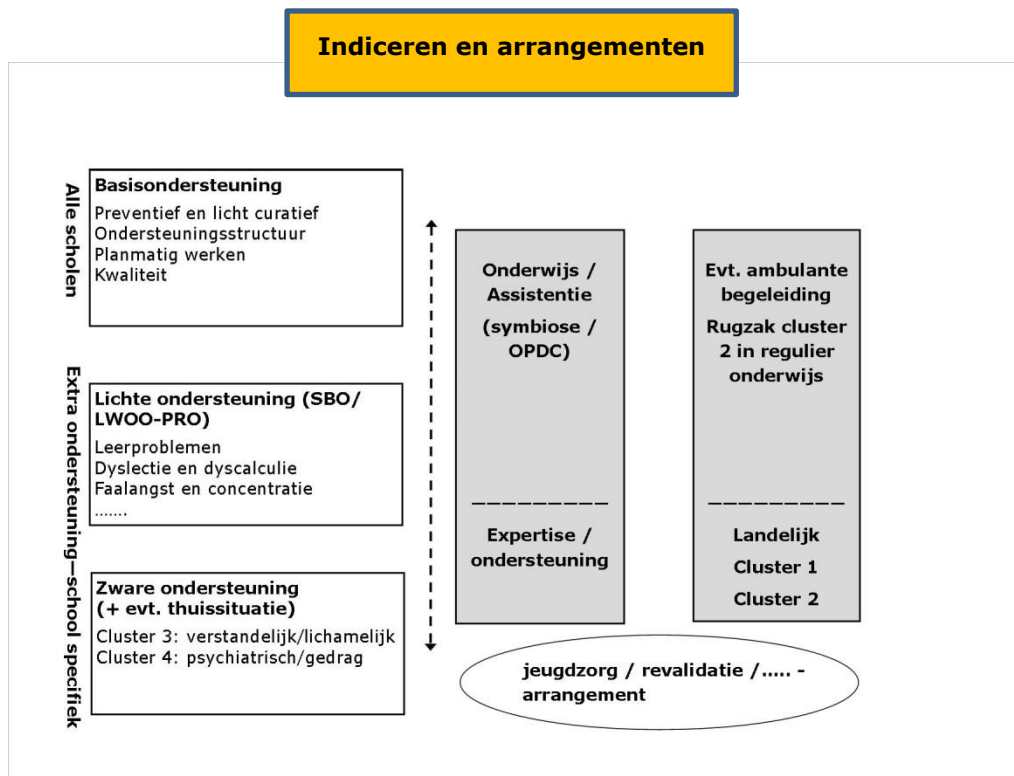 Indiceren en arrangementen
Alle scholen
Basisondersteuning
Preventief en licht curatief
Ondersteuningsstructuur
Planmatig werken
Kwaliteit
Extra ondersteuning—school specifiek
Lichte ondersteuning (SBO/
LWOO-PRO)
Leerproblemen
Dyslectie en dyscalculie
Faalangst en concentratie
.......
Zware ondersteuning
(+ evt. thuissituatie)
Cluster 3: verstandelijk/lichamelijk
Cluster 4: psychiatrisch/gedrag
Onderwijs /
Assistentie
(symbiose /
OPDC)
Expertise /
ondersteuning
Evt. ambulante
begeleiding
Rugzak cluster
2 in regulier
onderwijs
Landelijk
Cluster 1
Cluster 2
jeugdzorg / revalidatie /..... -
arrangement